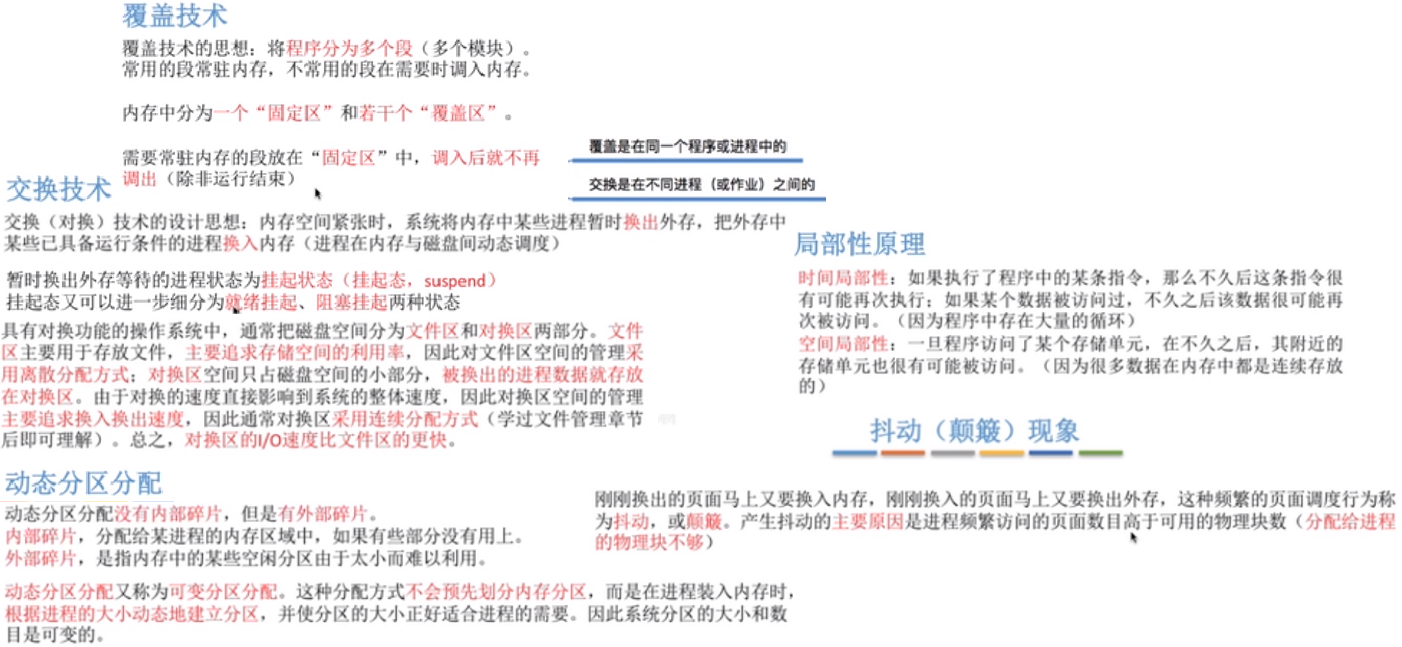 覆盖技术
覆盖技术的思想：将程序分为多个段（多个模块）。
常用的段常驻内存，不常用的段在需要时调入内存。
内存中分为一个“固定区”和若干个“覆盖区”。
需要常驻内存的段放在“固定区”中，调入后就不再
调出（除非运行结束）
覆盖是在同一个程序或进程中的
交换是在不同进程（或作业）之间的
交换技术
交换（对换）技术的设计思想：内存空间紧张时，系统将内存中某些进程暂时换出外存，把外存中
某些已具备运行条件的进程换入内存（进程在内存与磁盘间动态调度）
暂时换出外存等待的进程状态为挂起状态（挂起态，suspend）
挂起态又可以进一步细分为就绪挂起、阻塞挂起两种状态
具有对换功能的操作系统中，通常把磁盘空间分为文件区和对换区两部分。文件
区主要用于存放文件，主要追求存储空间的利用率，因此对文件区空间的管理采
用离散分配方式；对换区空间只占磁盘空间的小部分，被换出的进程数据就存放
在对换区。由于对换的速度直接影响到系统的整体速度，因此对换区空间的管理
主要追求换入换出速度，因此通常对换区采用连续分配方式（学过文件管理章节
后即可理解）。总之，对换区的I/O速度比文件区的更快。
局部性原理
时间局部性：如果执行了程序中的某条指令，那么不久后这条指令很
有可能再次执行；如果某个数据被访问过，不久之后该数据很可能再
次被访问。（因为程序中存在大量的循环）
空间局部性：一旦程序访问了某个存储单元，在不久之后，其附近的
存储单元也很有可能被访问。（因为很多数据在内存中都是连续存放
的）
抖动（颠簸）现象
刚刚换出的页面马上又要换入内存，刚刚换入的页面马上又要换出外存，这种频繁的页面调度行为称
为抖动，或颠簸。产生抖动的主要原因是进程频繁访问的页面数目高于可用的物理块数（分配给进程
的物理块不够）
动态分区分配
动态分区分配没有内部碎片，但是有外部碎片。
内部碎片，分配给某进程的内存区域中，如果有些部分没有用上。
外部碎片，是指内存中的某些空闲分区由于太小而难以利用。
动态分区分配又称为可变分区分配。这种分配方式不会预先划分内存分区，而是在进程装入内存时，
根据进程的大小动态地建立分区，并使分区的大小正好适合进程的需要。因此系统分区的大小和数
目是可变的。